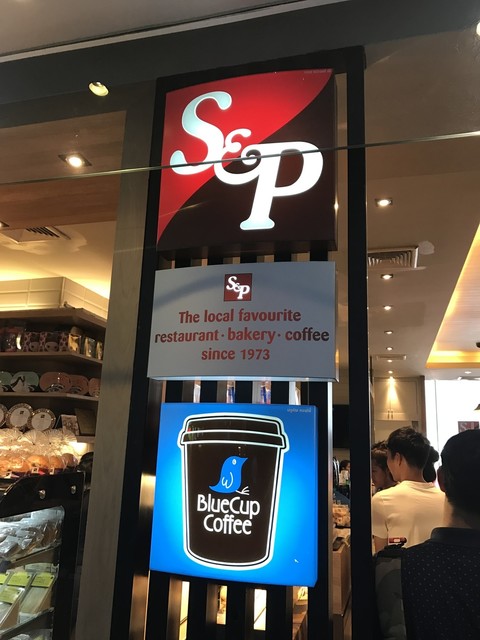 S&P
S&P
The local favourite
restaurant · bakery · coffee
since 1973
BlueCup
Coffee